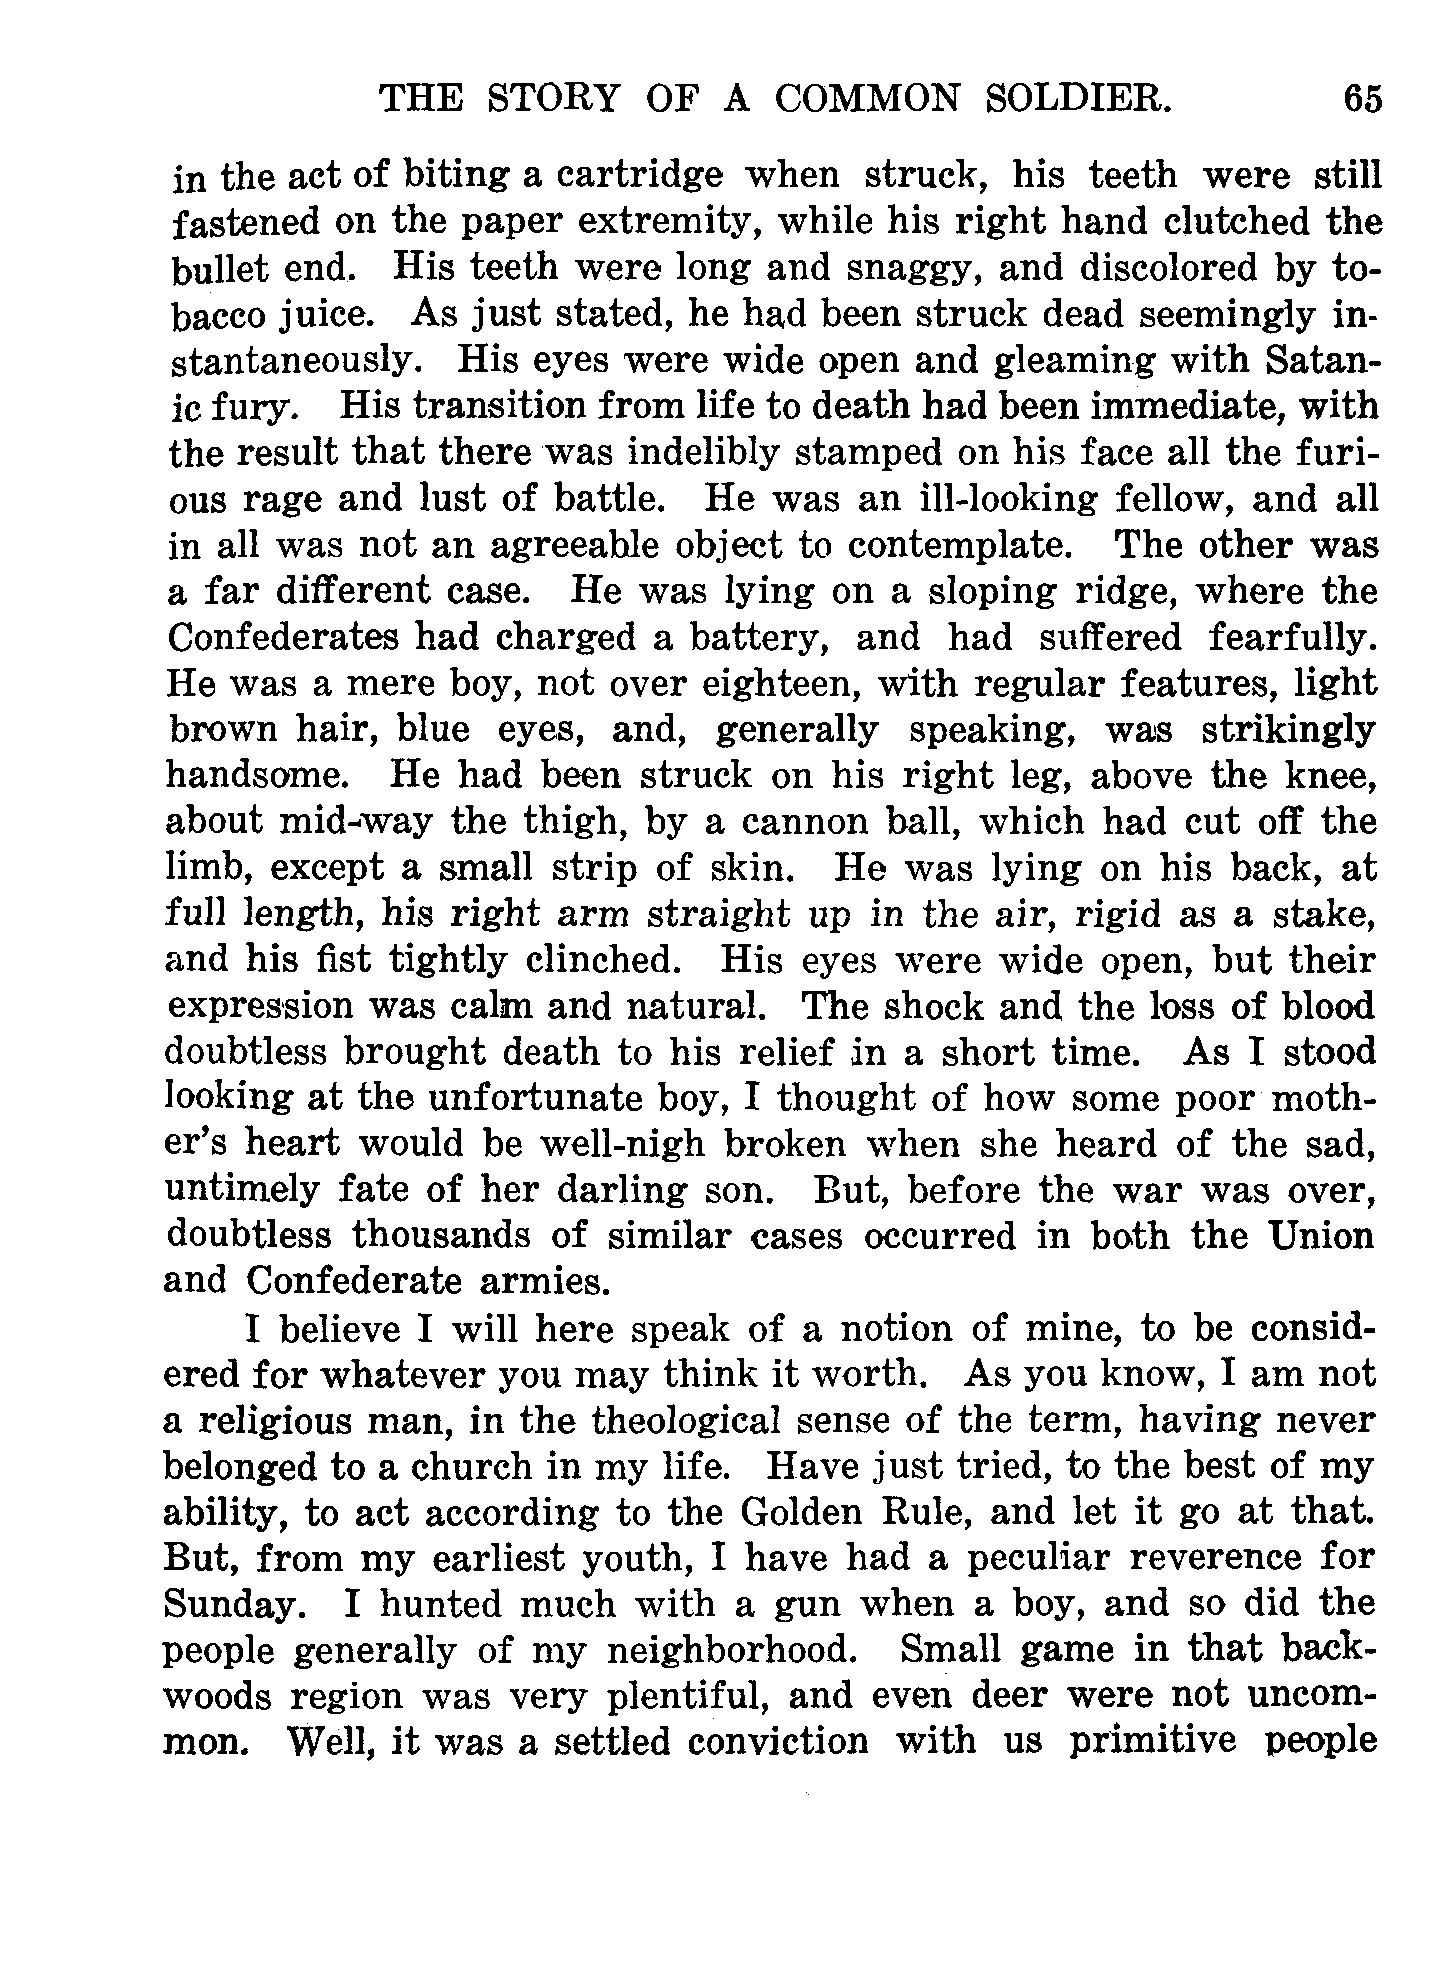 THE STORY OF A COMMON SOLDIER. 65
in the act of biting a cartridge when struck, his teeth were still
fastened on the paper extremity, while his right hand clutched the
bullet end. His teeth were long and snaggy, and discolored by to-
bacco juice. As just stated, he had been struck dead seemingly in-
stantaneously. His eyes were wide open and gleaming with Satan-
ic fury. His transition from life to death had been immediate, with
the result that there was indelibly stamped on his face all the furi-
ous rage and lust of battle. He was an ill-looking fellow, and all
in all was not an agreeable object to contemplate. The other was
a far different case. He was lying on a sloping ridge, where the
Confederates had charged a battery, and had suffered fearfully.
He was a mere boy, not over eighteen, with regular features, light
brown hair, blue eyes, and, generally speaking, was strikingly
handsome. He had been struck on his right leg, above the knee,
about mid-way the thigh, by a cannon ball, which had cut off the
limb, except a small strip of skin. He was lying on his back, at
full length, his right arm straight up in the air, rigid as a stake,
and his fist tightly clinched. His eyes were wide open, but their
expression was calm and natural. The shock and the loss of blood
doubtless brought death to his relief in a short time. As I stood
looking at the unfortunate boy, I thought of how some poor moth-
er's heart would be well-nigh broken when she heard of the sad,
untimely fate of her darling son. But, before the war was over,
doubtless thousands of similar cases occurred in both the Union
and Confederate armies.
I believe I will here speak of a notion of mine, to be consid-
ered for whatever you may think it worth. As you know, I am not
a religious man, in the theological sense of the term, having never
belonged to a church in my life. Have just tried, to the best of my
ability, to act according to the Golden Rule, and let it go at that.
But, from my earliest youth, I have had a peculiar reverence for
Sunday. I hunted much with a gun when a boy, and so did the
people generally of my neighborhood. Small game in that back-
woods region was very plentiful, and even deer were not uncom-
mon. Well, it was a settled conviction with us primitive people